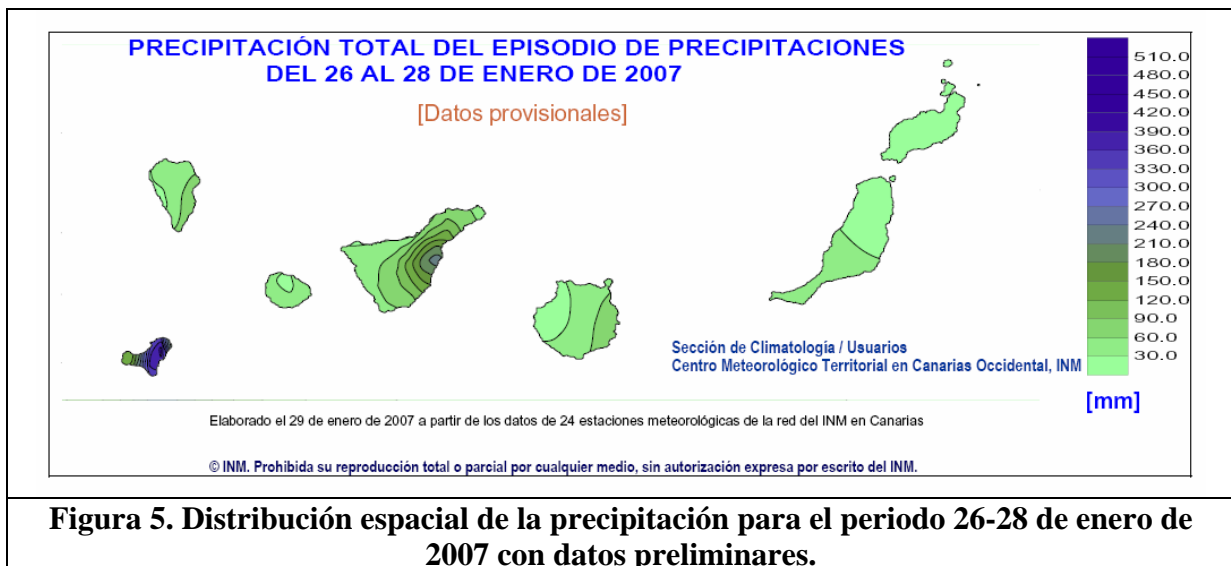 PRECIPITACIÓN TOTAL DEL EPISODIO DE PRECIPITACIONES
DEL 26 AL 28 DE ENERO DE 2007
[Datos provisionales]
510.0
480.0
450.0
420.0
390.0
360.0
330.0
300.0
270.0
240.0
210.0
180.0
150.0
120.0
90.0
60.0
30.0
[mm]
Sección de Climatología / Usuarios
Centro Meteorológico Territorial en Canarias Occidental, INM
Elaborado el 29 de enero de 2007 a partir de los datos de 24 estaciones meteorológicas de la red del INM en Canarias
© INM. Prohibida su reproducción total o parcial por cualquier medio, sin autorización expresa por escrito del INM.
Figura 5. Distribución espacial de la precipitación para el periodo 26-28 de enero de
2007 con datos preliminares.